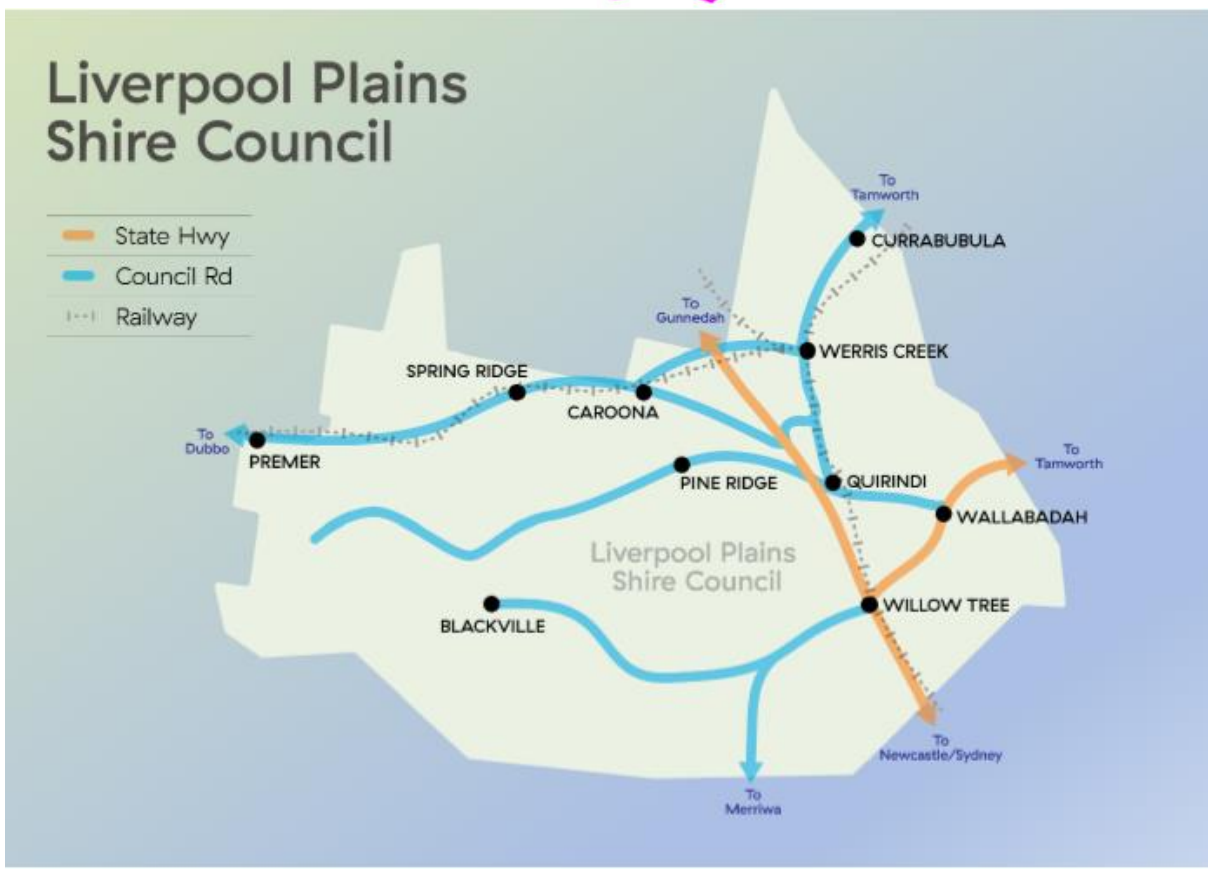 Liverpool Plains
Shire Council
State Hwy
Council Rd
Railway
To
Tamworth
CURRABUBULA
To
Gunnedah
WERRIS CREEK
SPRING RIDGE
CAROONA
To
Dubbo
PREMER
PINE RIDGE
QUIRINDI
To
Tamworth
WALLABADAH
Liverpool Plains
Shire Council
BLACKVILLE
WILLOW TREE
To
Newcastle/Sydney
To
Merriwa